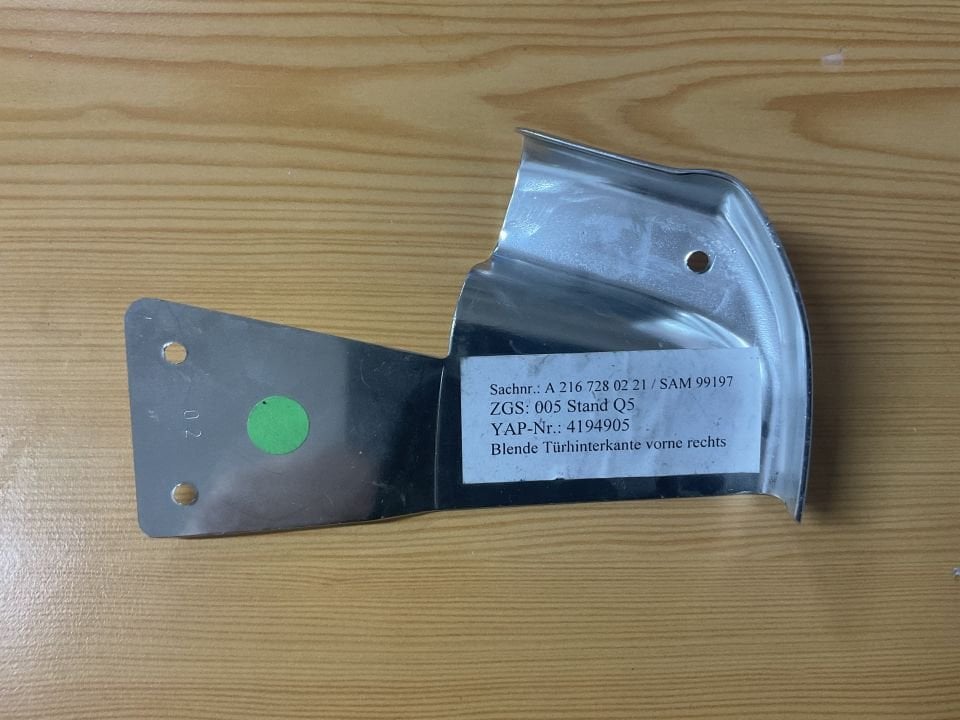 02
Sachnr.: A 216 728 02 21 / SAM 99197
ZGS: 005 Stand Q5
YAP-Nr.: 4194905
Blende Türhinterkante vorne rechts